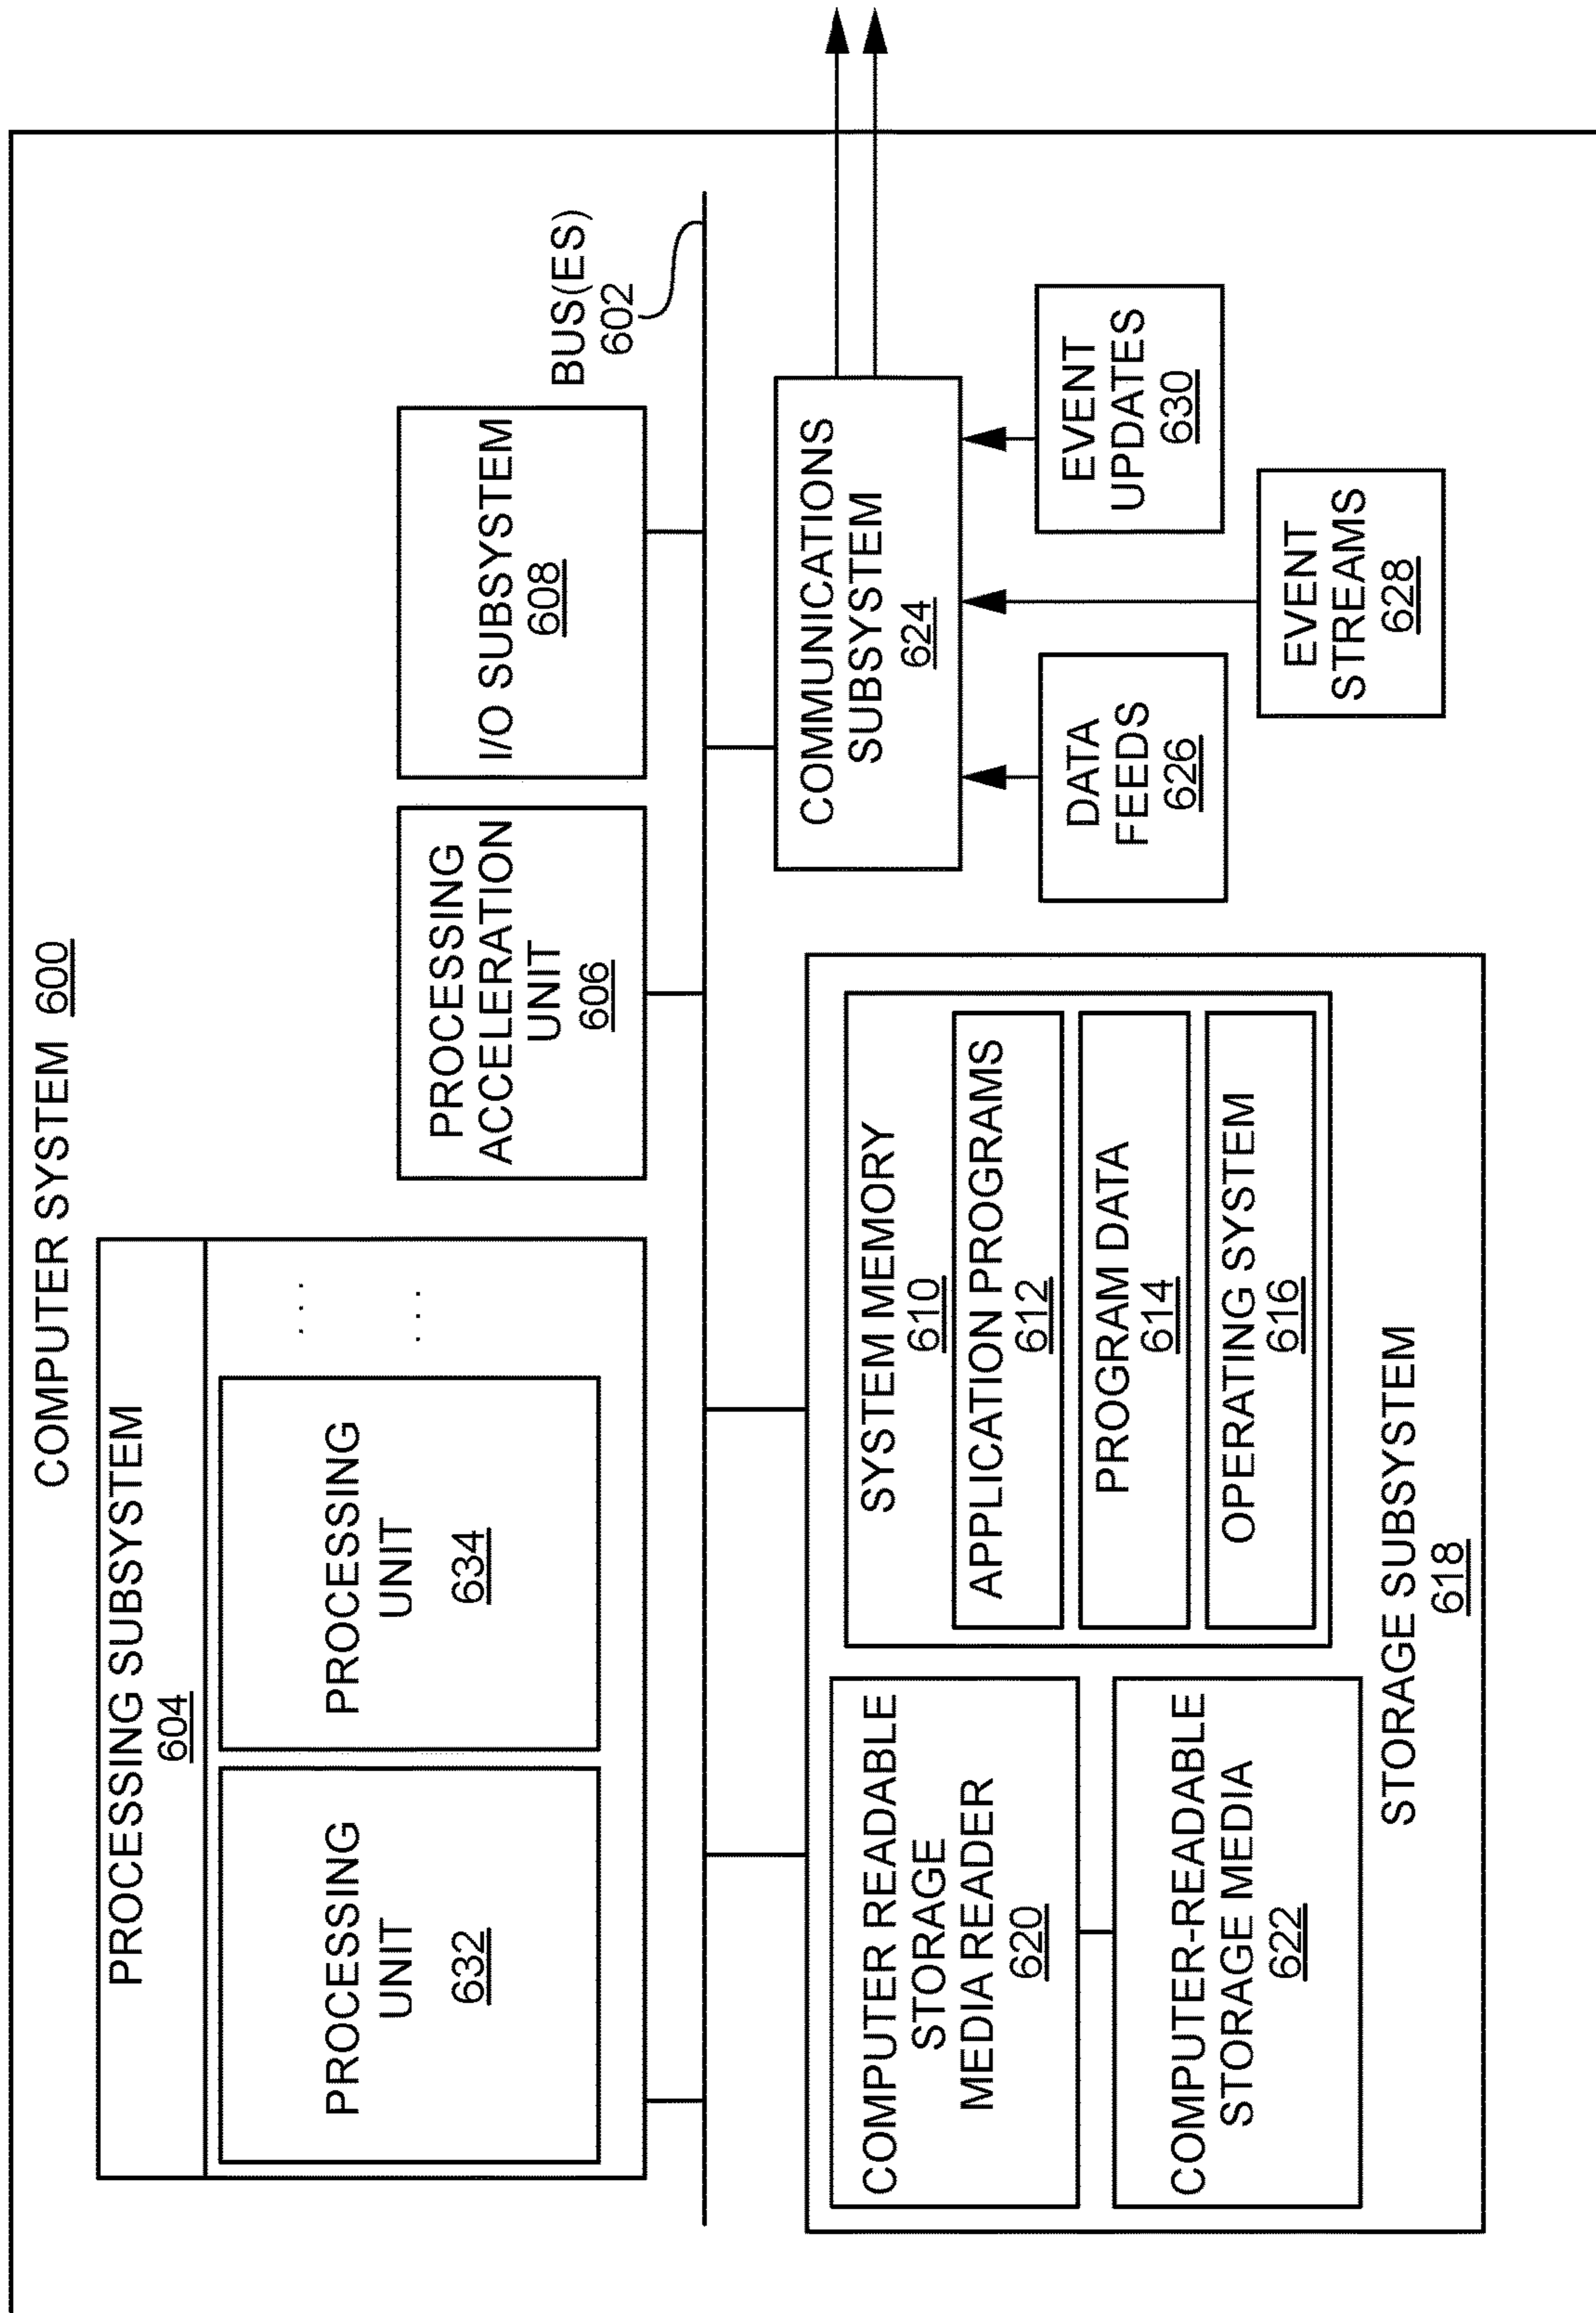 COMPUTER SYSTEM 600
PROCESSING SUBSYSTEM
604
PROCESSING
UNIT
632
PROCESSING
UNIT
634
. . .
. . .
PROCESSING
ACCELERATION
UNIT
606
I/O SUBSYSTEM
608
BUS(ES)
602
COMPUTER READABLE
STORAGE
MEDIA READER
620
COMPUTER-READABLE
STORAGE MEDIA
622
SYSTEM MEMORY
610
APPLICATION PROGRAMS
612
PROGRAM DATA
614
OPERATING SYSTEM
616
STORAGE SUBSYSTEM
618
COMMUNICATIONS
SUBSYSTEM
624
DATA
FEEDS
626
EVENT
STREAMS
628
EVENT
UPDATES
630